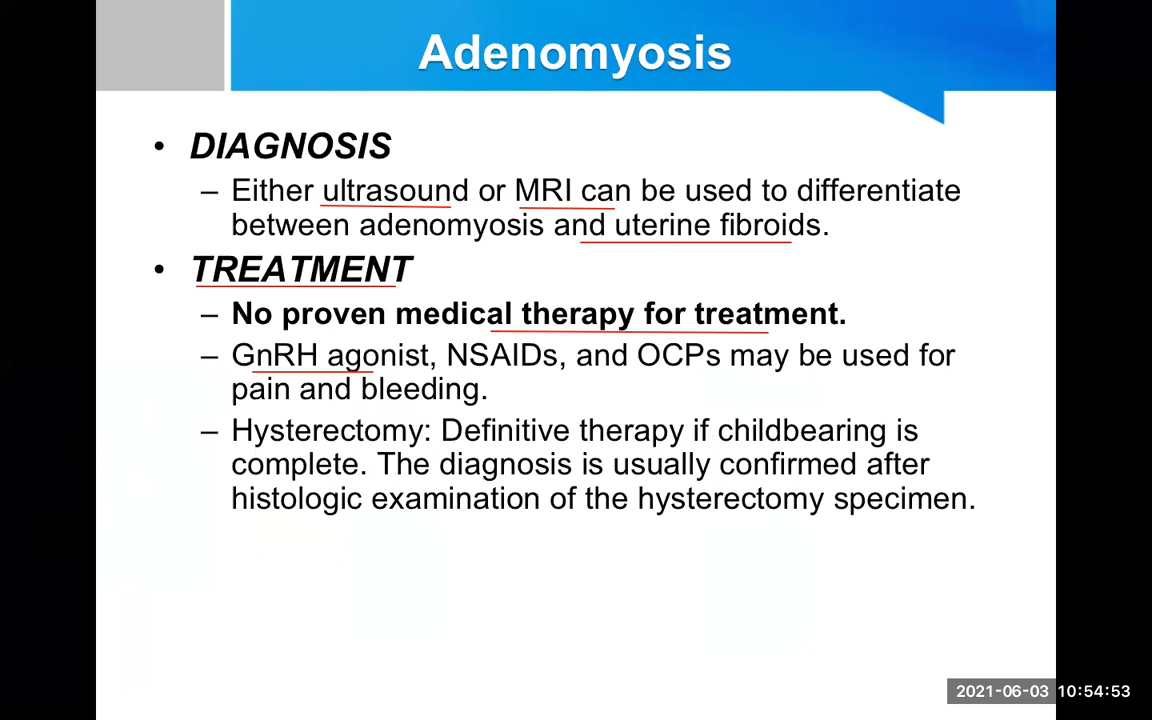 Adenomyosis
• DIAGNOSIS
– Either ultrasound or MRI can be used to differentiate
between adenomyosis and uterine fibroids.
• TREATMENT
– No proven medical therapy for treatment.
– GnRH agonist, NSAIDs, and OCPs may be used for
pain and bleeding.
– Hysterectomy: Definitive therapy if childbearing is
complete. The diagnosis is usually confirmed after
histologic examination of the hysterectomy specimen.
2021-06-03 10:54:53